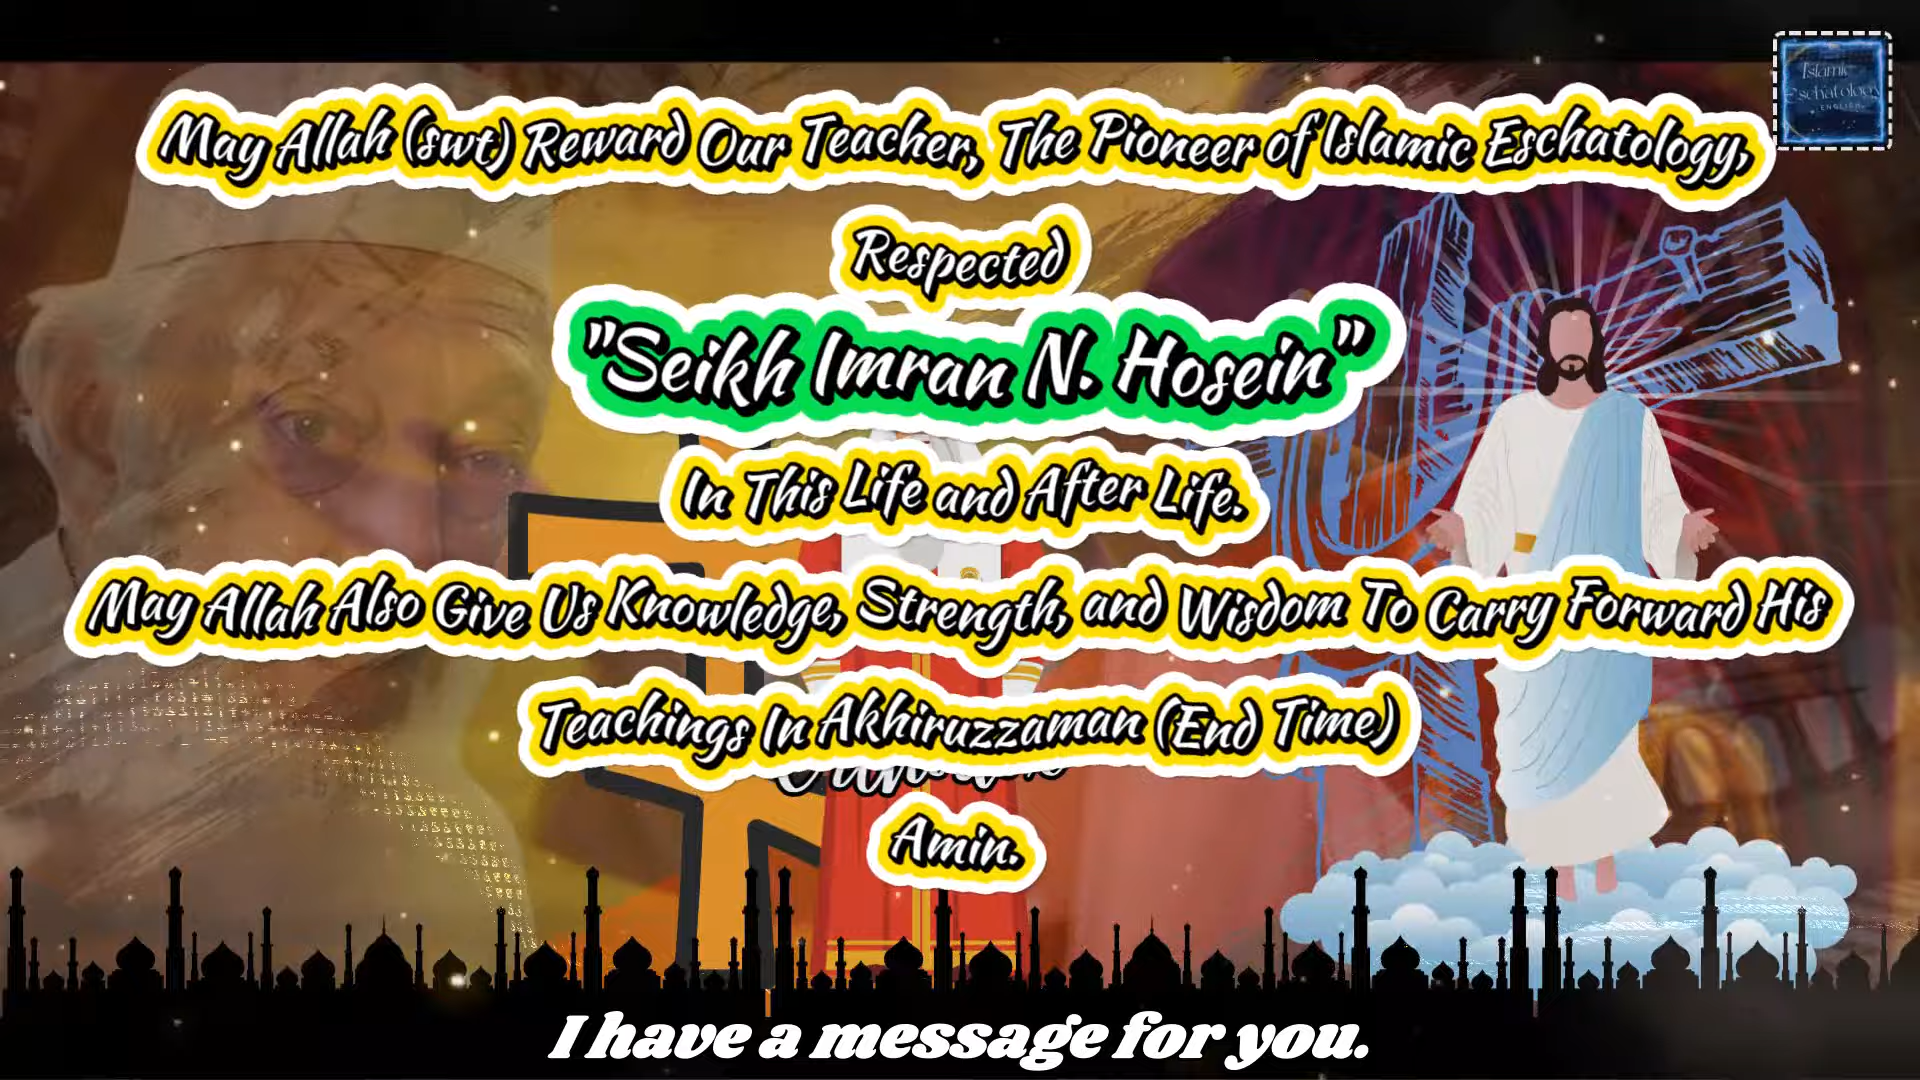 Islamic
Eschatology
ENGLISH
May Allah (swt) Reward Our Teacher, The Pioneer of Islamic Eschatology,
Respected
"Seikh Imran N. Hosein"
In This Life and After Life.
May Allah Also Give Us Knowledge, Strength, and Wisdom To Carry Forward His
Teachings In Akhiruzzaman (End Time)
Amin.
I have a message for you.